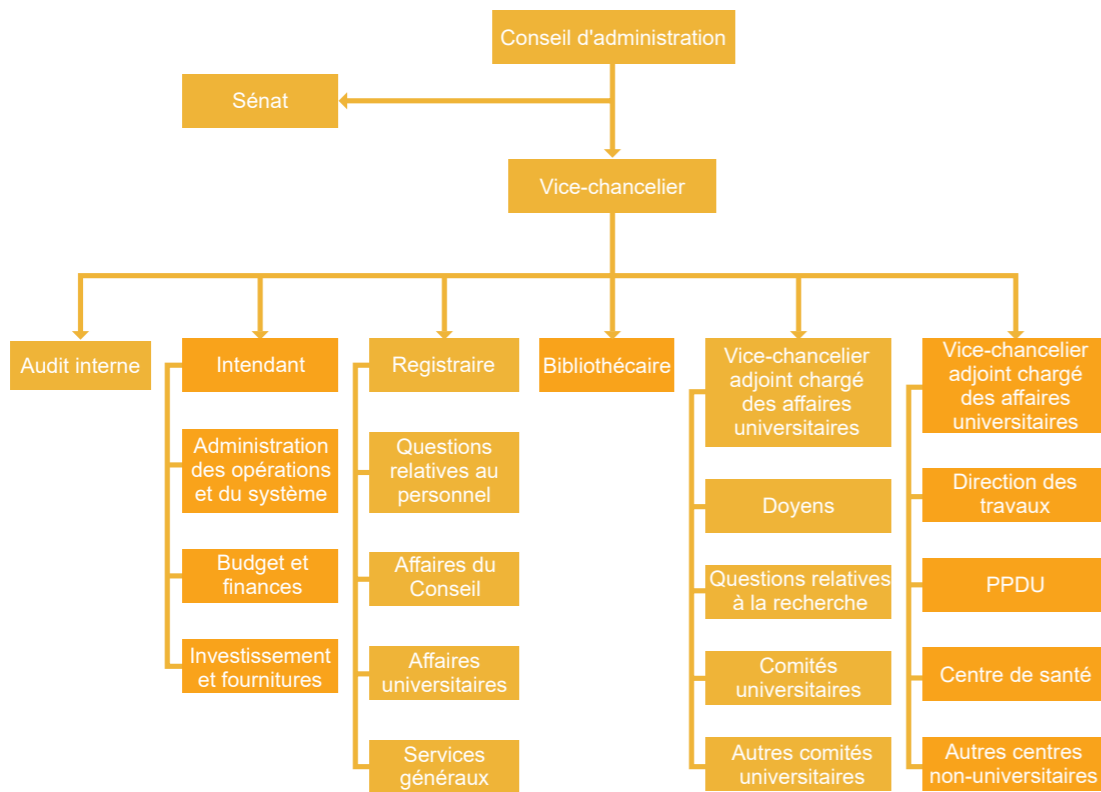 Conseil d'administration
Sénat
Vice-chancelier
Audit interne
Intendant
Administration
des opérations
et du système
Budget et
finances
Investissement
et fournitures
Registraire
Questions
relatives au
personnel
Affaires du
Conseil
Affaires
universitaires
Services
généraux
Bibliothécaire
Vice-chancelier
adjoint chargé
des affaires
universitaires
Doyens
Questions relatives
à la recherche
Comités
universitaires
Autres comités
universitaires
Vice-chancelier
adjoint chargé
des affaires
universitaires
Direction des
travaux
PPDU
Centre de santé
Autres centres
non-universitaires